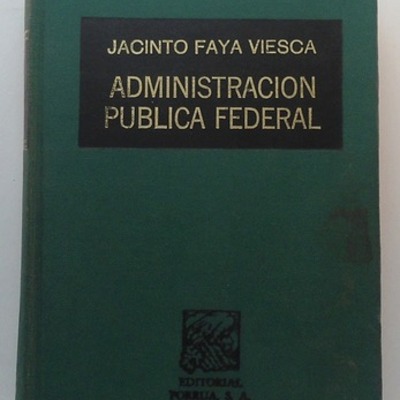 JACINTO FAYA VIESCA
ADMINISTRACION
PUBLICA FEDERAL
EDITORIAL
PORRUA, S. A.